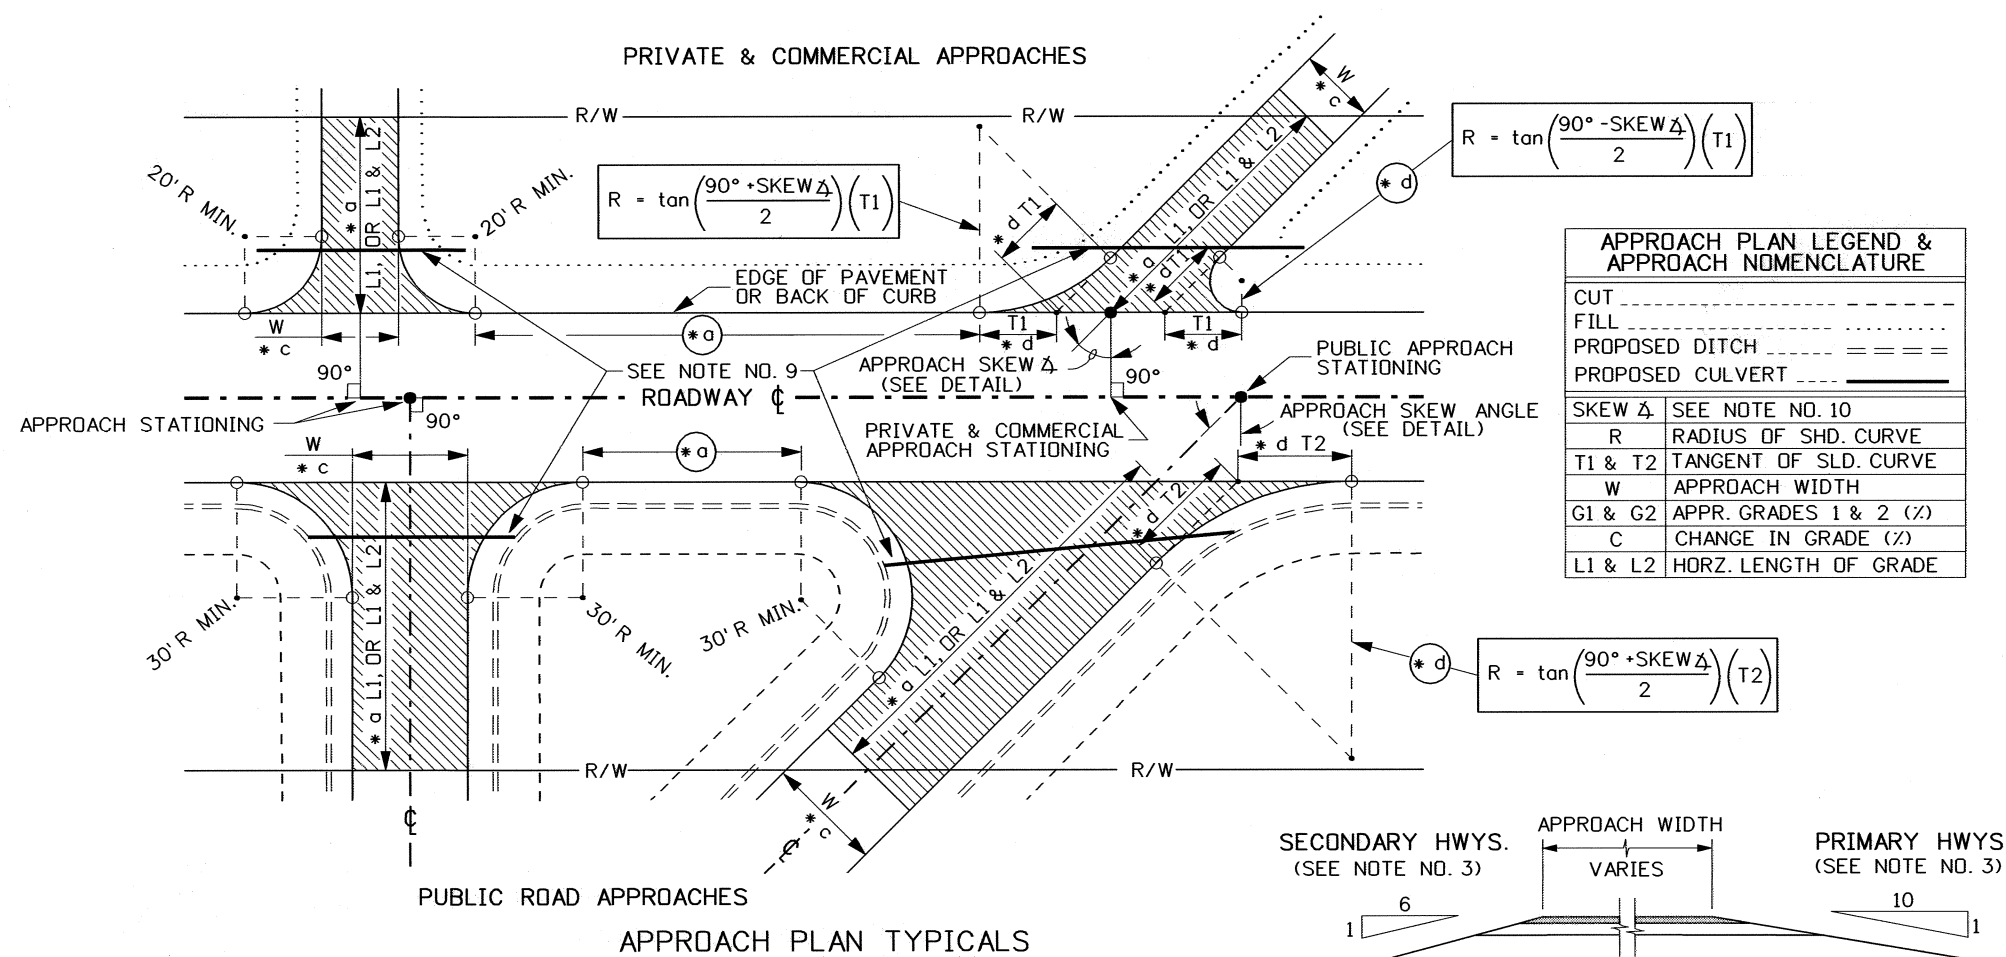 PRIVATE & COMMERCIAL APPROACHES
R/W
R/W
W
* c
20' R MIN.
20' R MIN.
* a
L1, OR L1 & L2
R = tan(90° +SKEW ∡ / 2)(T1)
R = tan(90° -SKEW ∡ / 2)(T1)
* d
* d T1
* a L1, OR L1 & L2
* d T1
EDGE OF PAVEMENT
OR BACK OF CURB
W
* c
* a
T1
* d
T1
* d
90°
SEE NOTE NO. 9
APPROACH SKEW ∡
(SEE DETAIL)
90°
PUBLIC APPROACH
STATIONING
ROADWAY ℄
APPROACH STATIONING
90°
PRIVATE & COMMERCIAL
APPROACH STATIONING
APPROACH SKEW ANGLE
(SEE DETAIL)
W
* c
* a
* d T2
* d T2
* a L1, OR L1 & L2
* a L1, OR L1 & L2
30' R MIN.
30' R MIN.
30' R MIN.
* d
R = tan(90° +SKEW ∡ / 2)(T2)
R/W
R/W
W
* c
℄
℄
PUBLIC ROAD APPROACHES
APPROACH PLAN TYPICALS
APPROACH PLAN LEGEND &
APPROACH NOMENCLATURE
CUT
FILL
PROPOSED DITCH
PROPOSED CULVERT
SKEW ∡ SEE NOTE NO. 10
R RADIUS OF SHD. CURVE
T1 & T2 TANGENT OF SLD. CURVE
W APPROACH WIDTH
G1 & G2 APPR. GRADES 1 & 2 (%)
C CHANGE IN GRADE (%)
L1 & L2 HORZ. LENGTH OF GRADE
SECONDARY HWYS.
(SEE NOTE NO. 3)
APPROACH WIDTH
VARIES
PRIMARY HWYS
(SEE NOTE NO. 3)
6
1
10
1